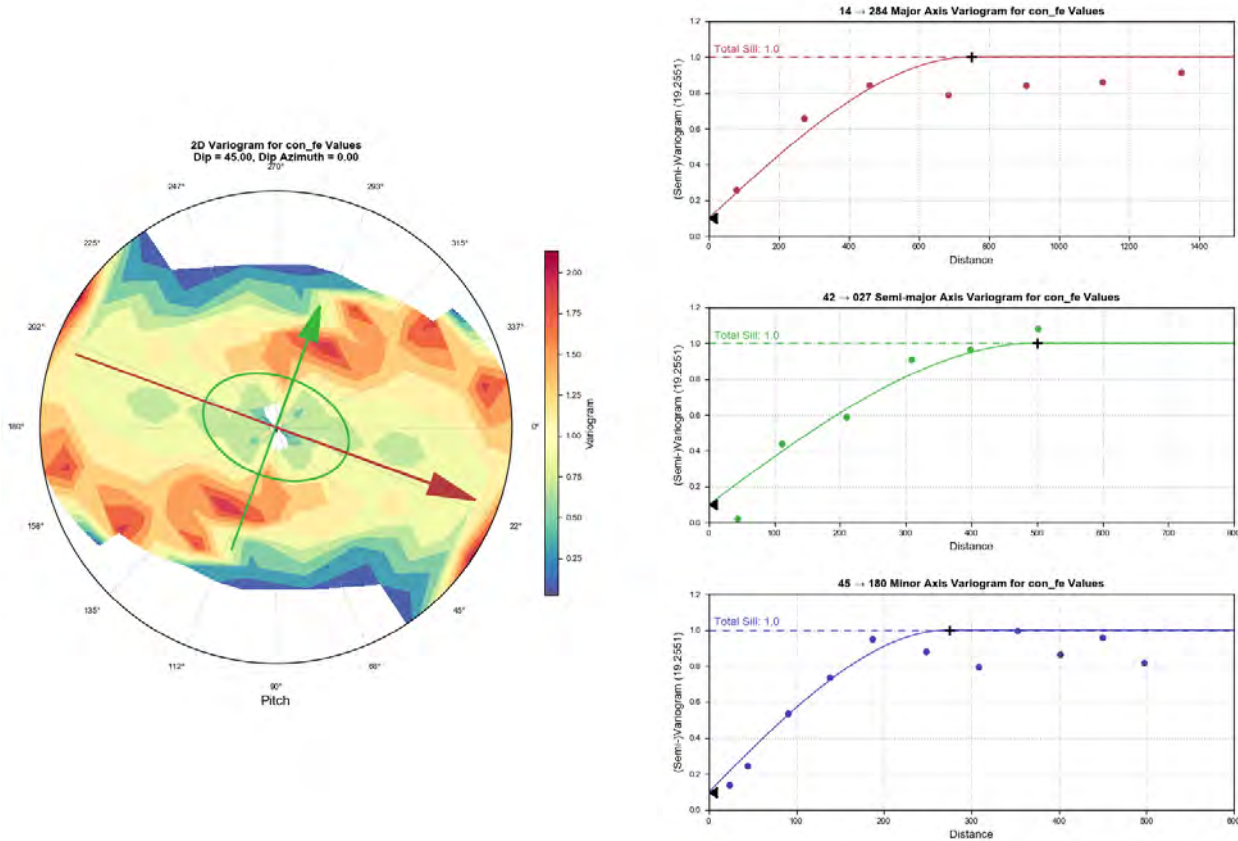 2D Variogram for con_fe Values
Dip = 45.00, Dip Azimuth = 0.00
270°
247°
293°
225°
315°
202°
337°
180°
0°
158°
22°
135°
45°
112°
68°
90°
Pitch
2.00
1.75
1.50
1.25
1.00
0.75
0.50
0.25
Variogram
14 → 284 Major Axis Variogram for con_fe Values
Total Sill: 1.0
(Semi-)Variogram (19.2551)
1.2
1.0
0.8
0.6
0.4
0.2
0.0
0 200 400 600 800 1000 1200 1400
Distance
42 → 027 Semi-major Axis Variogram for con_fe Values
Total Sill: 1.0
(Semi-)Variogram (19.2551)
1.2
1.0
0.8
0.6
0.4
0.2
0.0
0 100 200 300 400 500 600 700 800
Distance
45 → 180 Minor Axis Variogram for con_fe Values
Total Sill: 1.0
(Semi-)Variogram (19.2551)
1.2
1.0
0.8
0.6
0.4
0.2
0.0
0 100 200 300 400 500 600
Distance